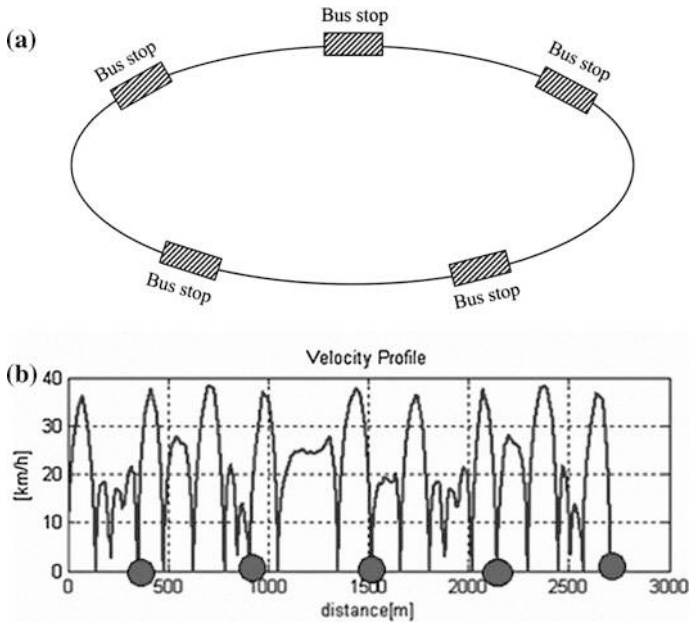 (a)
Bus stop
Bus stop
Bus stop
Bus stop
Bus stop
(b)
Velocity Profile
40
30
20
10
0
[km/h]
0 500 1000 1500 2000 2500 3000
distance[m]